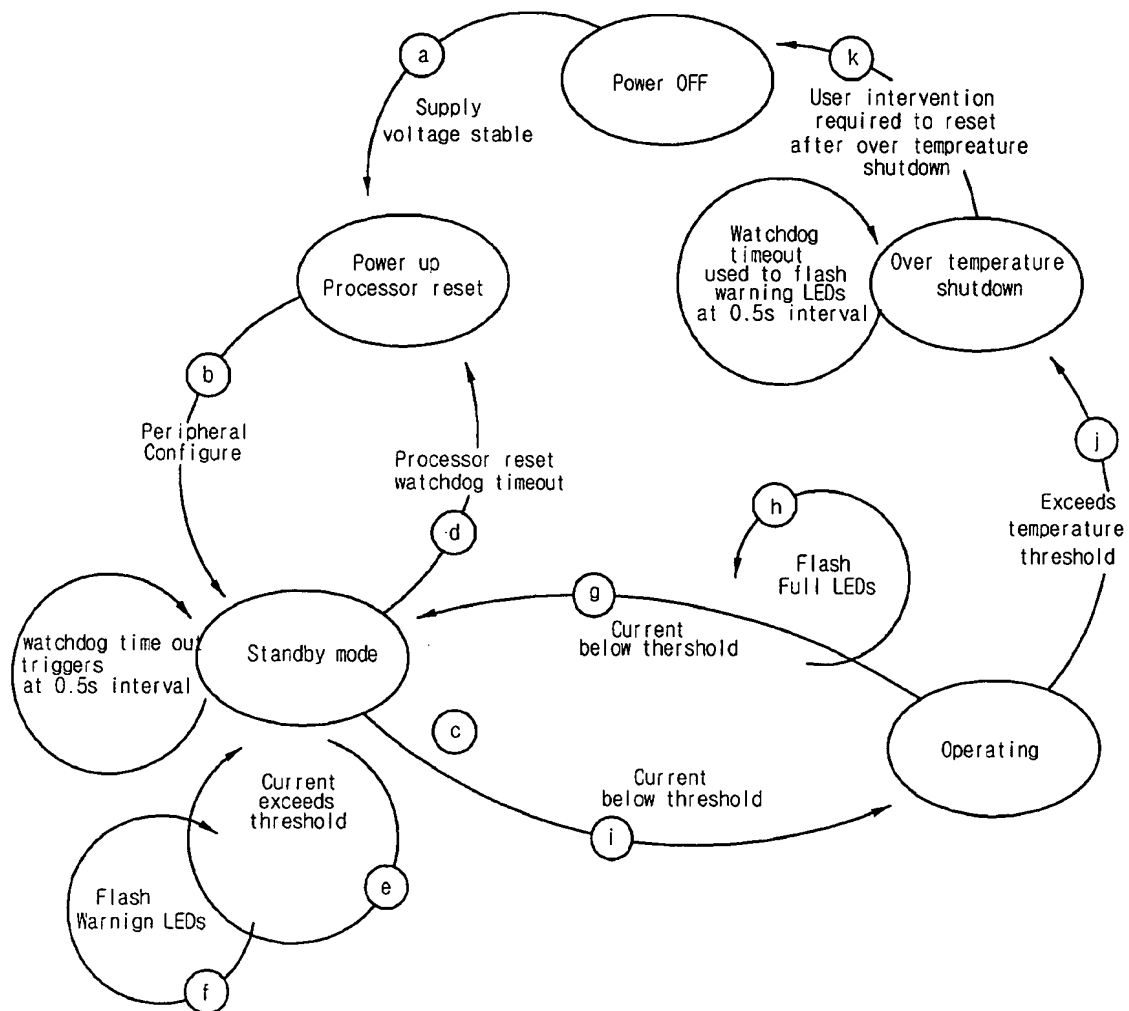 a
Power OFF
k
Supply
voltage stable
User intervention
required to reset
after over tempreature
shutdown
Power up
Processor reset
Watchdog
timeout
used to flash
warning LEDs
at 0.5s interval
Over temperature
shutdown
b
Peripheral
Configure
Processor reset
watchdog timeout
d
j
Exceeds
temperature
threshold
h
Flash
Full LEDs
g
Current
below thershold
watchdog time out
triggers
at 0.5s interval
Standby mode
c
Operating
Current
exceeds
threshold
Current
below threshold
i
e
Flash
Warnign LEDs
f